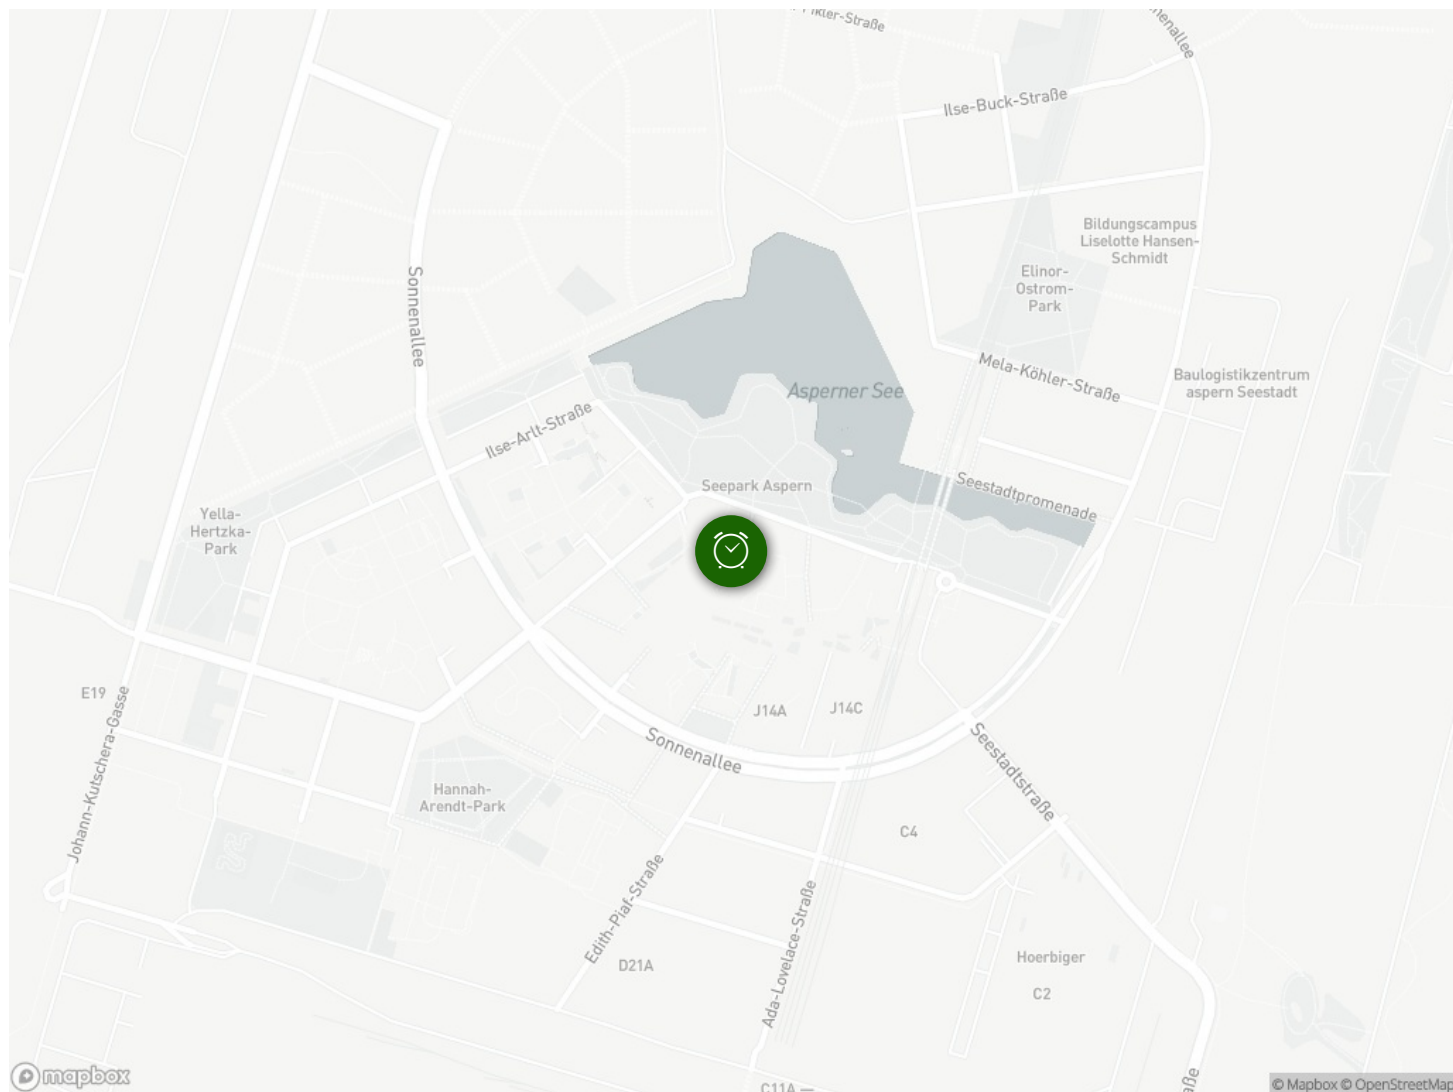 Sonnenallee
Ilse-Buck-Straße
Bildungscampus
Liselotte Hansen-
Schmidt
Elinor-
Ostrom-
Park
Sonnenallee
Mela-Köhler-Straße
Baulogistikzentrum
aspern Seestadt
Asperner See
Ilse-Arlt-Straße
Seepark Aspern
Seestadtpromenade
Yella-
Hertzka-
Park
E19
J14A
J14C
Johann-Kutschera-Gasse
Sonnenallee
Seestadtstraße
Hannah-
Arendt-Park
C4
Edith-Piaf-Straße
Ada-Lovelace-Straße
D21A
Hoerbiger
C2
mapbox
C11A —
© Mapbox © OpenStreetMap